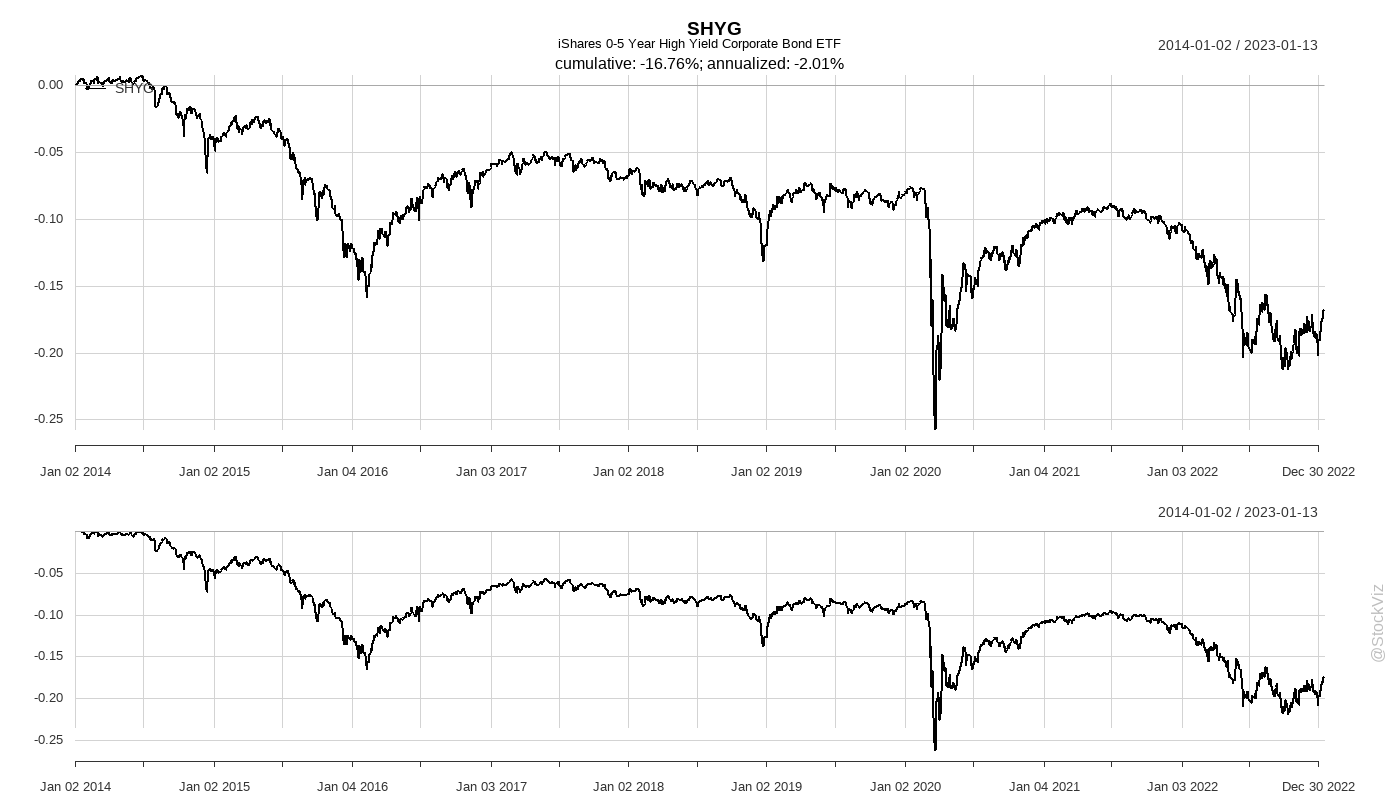 SHYG
iShares 0-5 Year High Yield Corporate Bond ETF
cumulative: -16.76%; annualized: -2.01%
2014-01-02 / 2023-01-13
SHYG
0.00
-0.05
-0.10
-0.15
-0.20
-0.25
Jan 02 2014 Jan 02 2015 Jan 04 2016 Jan 03 2017 Jan 02 2018 Jan 02 2019 Jan 02 2020 Jan 04 2021 Jan 03 2022 Dec 30 2022
2014-01-02 / 2023-01-13
-0.05
-0.10
-0.15
-0.20
-0.25
Jan 02 2014 Jan 02 2015 Jan 04 2016 Jan 03 2017 Jan 02 2018 Jan 02 2019 Jan 02 2020 Jan 04 2021 Jan 03 2022 Dec 30 2022
@StockViz